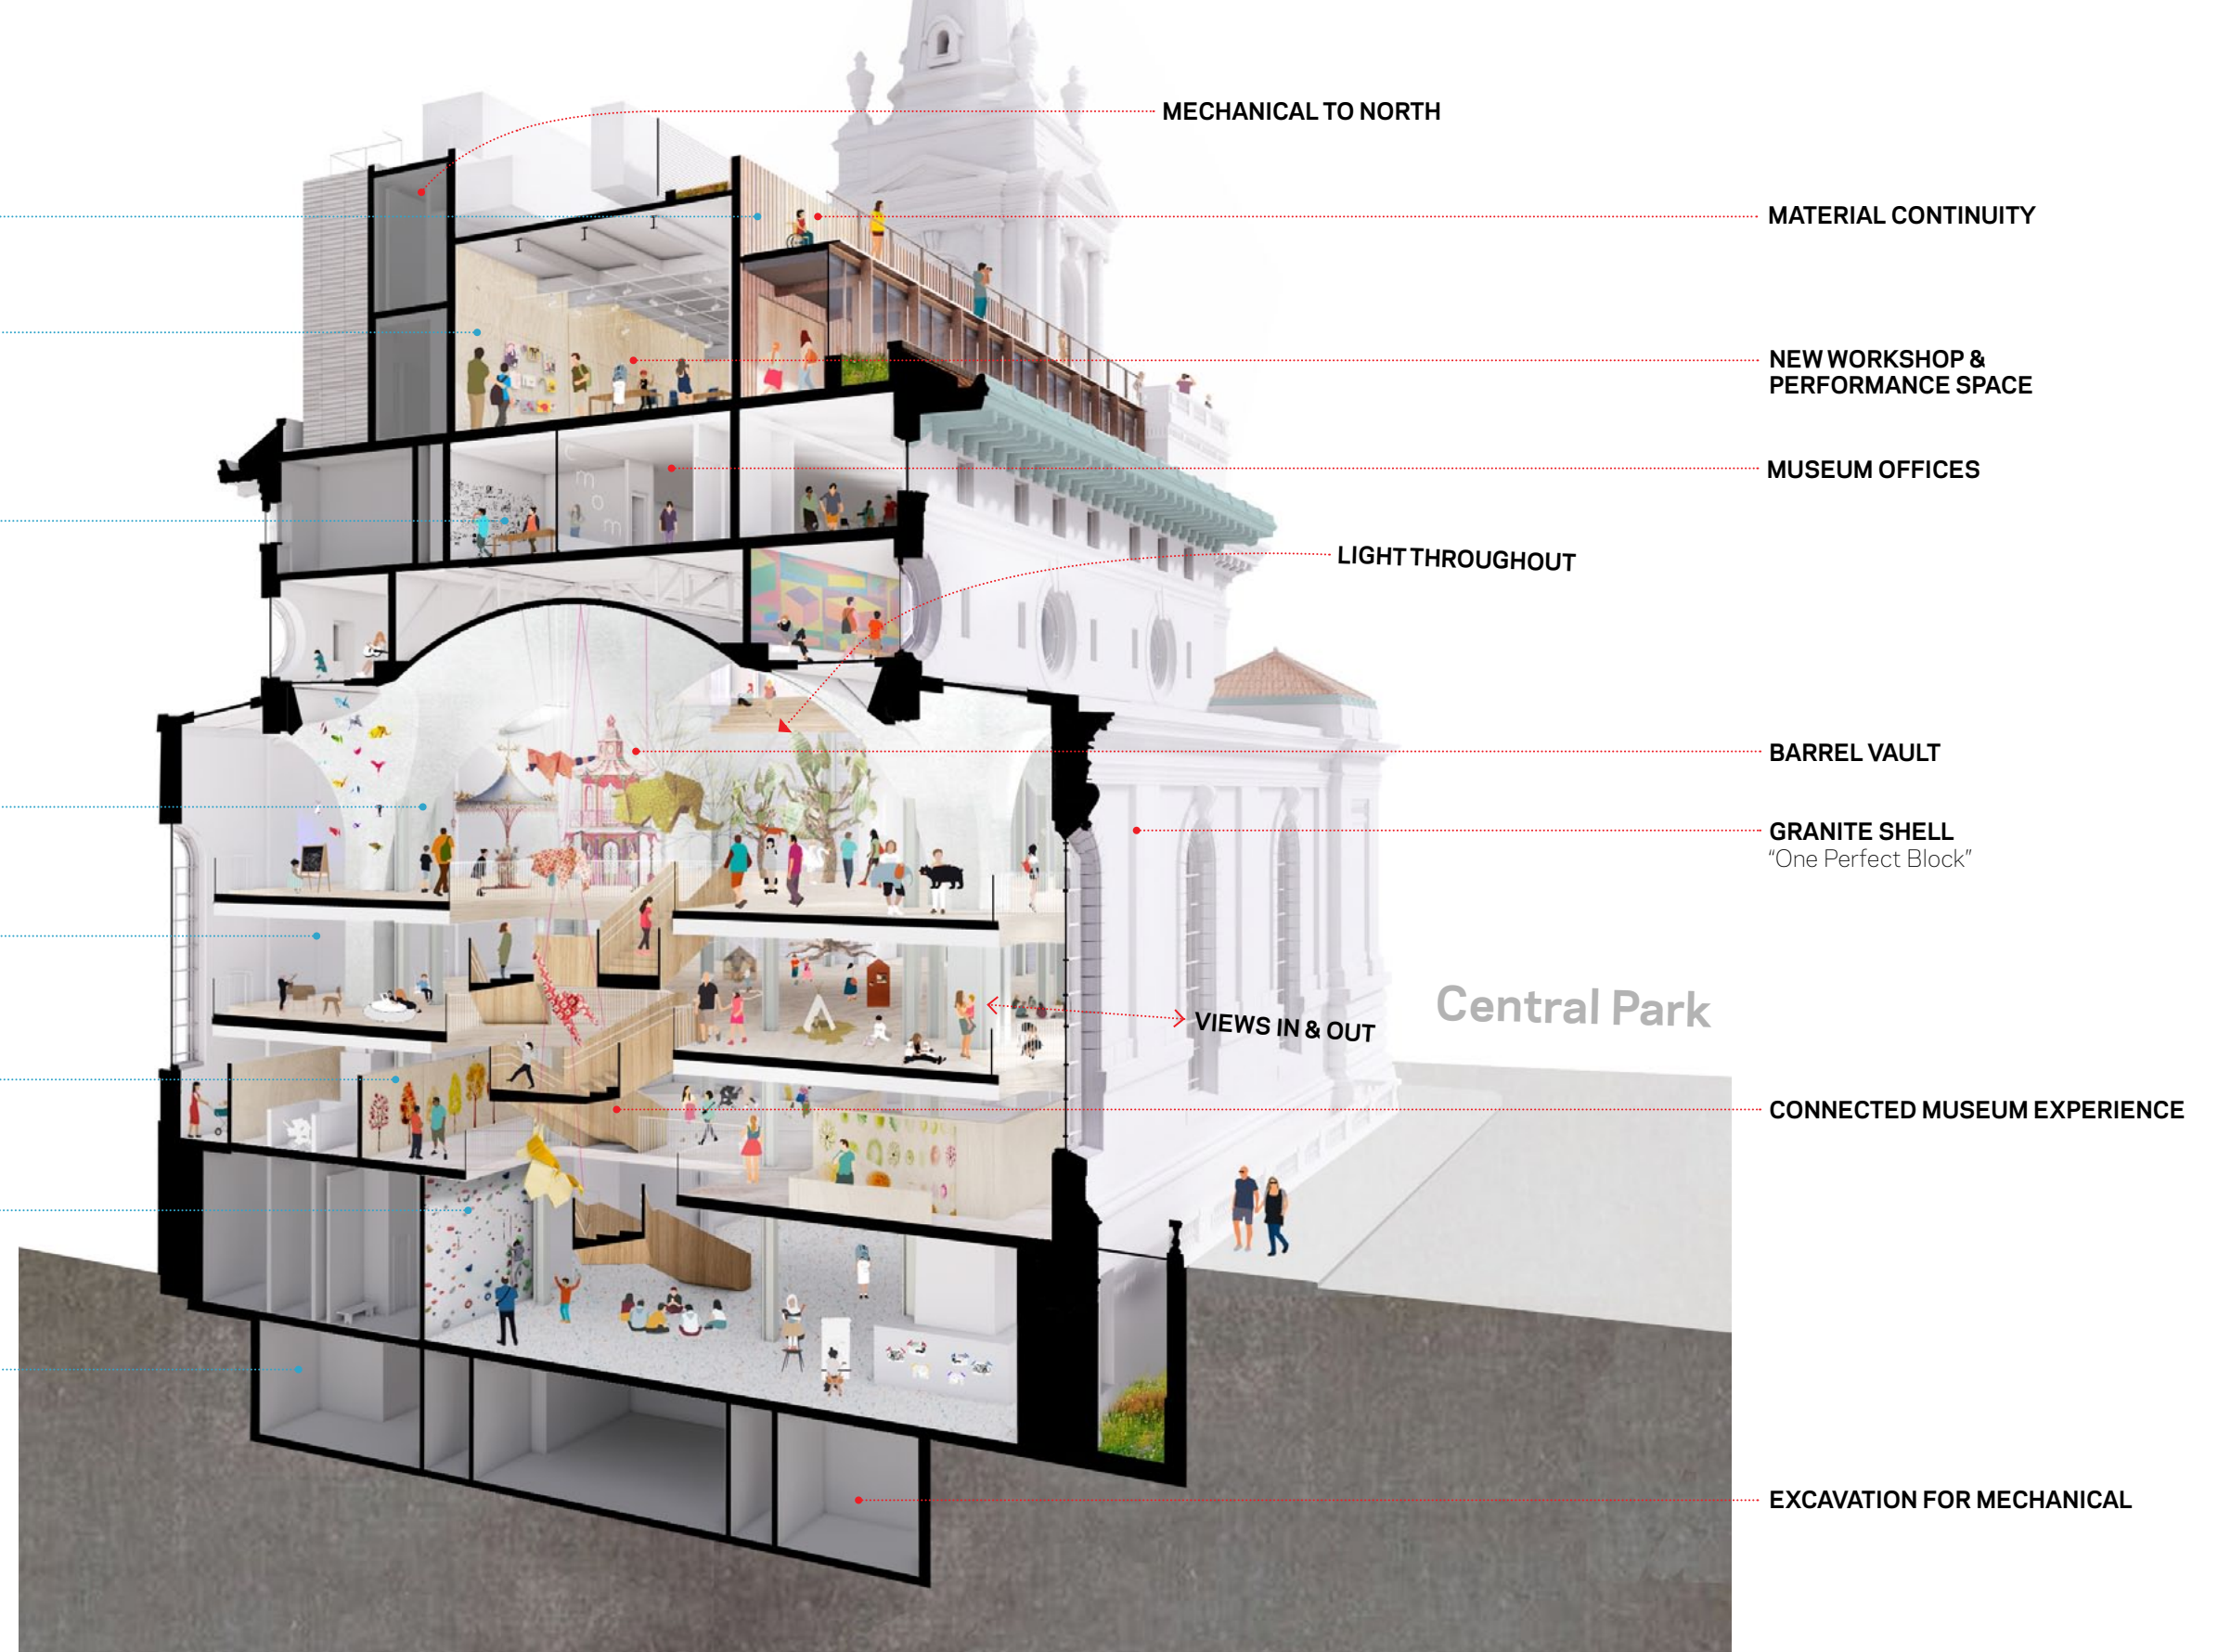 MECHANICAL TO NORTH
MATERIAL CONTINUITY
NEW WORKSHOP &
PERFORMANCE SPACE
MUSEUM OFFICES
cmom
LIGHT THROUGHOUT
BARREL VAULT
GRANITE SHELL
“One Perfect Block”
Central Park
VIEWS IN & OUT
CONNECTED MUSEUM EXPERIENCE
EXCAVATION FOR MECHANICAL